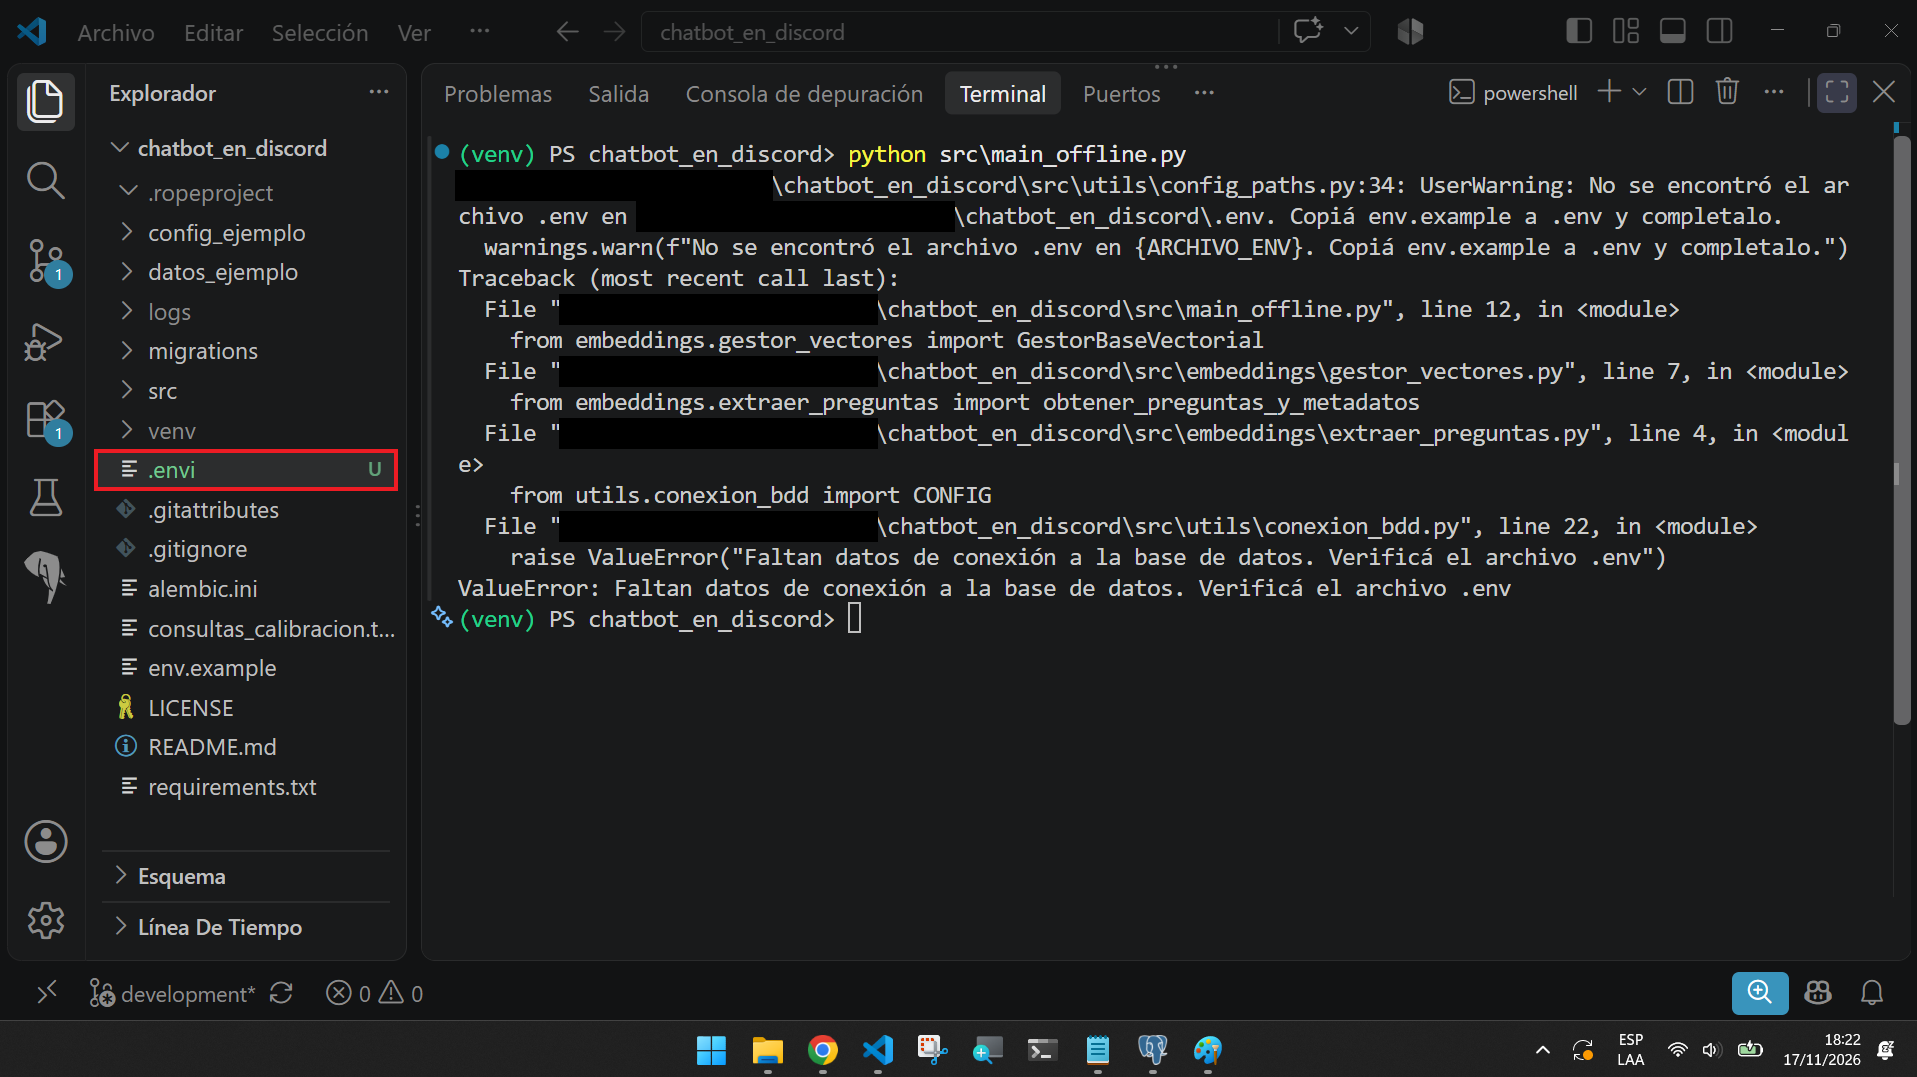 Archivo Editar Selección Ver ··· chatbot_en_discord
Explorador ···
chatbot_en_discord
.ropeproject
config_ejemplo
datos_ejemplo
logs
migrations
src
venv
.envi U
.gitattributes
.gitignore
alembic.ini
consultas_calibracion.t...
env.example
LICENSE
README.md
requirements.txt
Esquema
Línea De Tiempo
1
1
Problemas Salida Consola de depuración Terminal Puertos ··· powershell
(venv) PS chatbot_en_discord> python src\main_offline.py
\chatbot_en_discord\src\utils\config_paths.py:34: UserWarning: No se encontró el ar
chivo .env en \chatbot_en_discord\.env. Copiá env.example a .env y completalo.
warnings.warn(f"No se encontró el archivo .env en {ARCHIVO_ENV}. Copiá env.example a .env y completalo.")
Traceback (most recent call last):
File "\chatbot_en_discord\src\main_offline.py", line 12, in <module>
from embeddings.gestor_vectores import GestorBaseVectorial
File "\chatbot_en_discord\src\embeddings\gestor_vectores.py", line 7, in <module>
from embeddings.extraer_preguntas import obtener_preguntas_y_metadatos
File "\chatbot_en_discord\src\embeddings\extraer_preguntas.py", line 4, in <modul
e>
from utils.conexion_bdd import CONFIG
File "\chatbot_en_discord\src\utils\conexion_bdd.py", line 22, in <module>
raise ValueError("Faltan datos de conexión a la base de datos. Verificá el archivo .env")
ValueError: Faltan datos de conexión a la base de datos. Verificá el archivo .env
(venv) PS chatbot_en_discord>
development* 0 0
ESP
LAA
18:22
17/11/2026